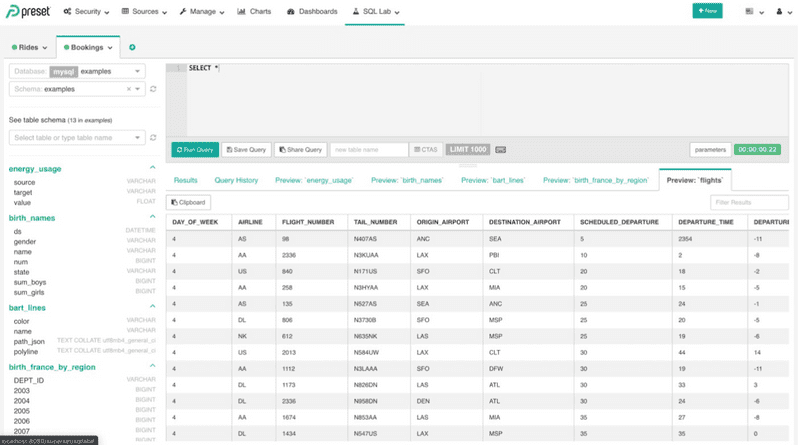 preset Security Sources Manage Charts Dashboards SQL Lab + New
Rides Bookings
Database: mysql examples
Schema: examples
See table schema (13 in examples)
Select table or type table name
energy_usage
source VARCHAR
target VARCHAR
value FLOAT
birth_names
ds DATETIME
gender VARCHAR
name VARCHAR
num BIGINT
state VARCHAR
sum_boys BIGINT
sum_girls BIGINT
bart_lines
color VARCHAR
name VARCHAR
path_json TEXT COLLATE utf8mb4_general_ci
polyline TEXT COLLATE utf8mb4_general_ci
birth_france_by_region
DEPT_ID VARCHAR
2003 BIGINT
2004 BIGINT
2005 BIGINT
2006 BIGINT
2007 BIGINT
1 SELECT *
Run Query Save Query Share Query new table name CTAS LIMIT 1000 parameters 00:00:00.22
Results Query History Preview: `energy_usage` Preview: `birth_names` Preview: `bart_lines` Preview: `birth_france_by_region` Preview: `flights`
Clipboard Filter Results
DAY_OF_WEEK AIRLINE FLIGHT_NUMBER TAIL_NUMBER ORIGIN_AIRPORT DESTINATION_AIRPORT SCHEDULED_DEPARTURE DEPARTURE_TIME DEPARTURE
4 AS 98 N407AS ANC SEA 5 2354 -11
4 AA 2336 N3KUAA LAX PBI 10 2 -8
4 US 840 N171US SFO CLT 20 18 -2
4 AA 258 N3HYAA LAX MIA 20 15 -5
4 AS 135 N527AS SEA ANC 25 24 -1
4 DL 806 N3730B SFO MSP 25 20 -5
4 NK 612 N635NK LAS MSP 25 19 -6
4 US 2013 N584UW LAX CLT 30 44 14
4 AA 1112 N3LAAA SFO DFW 30 19 -11
4 DL 1173 N826DN LAS ATL 30 33 3
4 DL 2336 N958DN DEN ATL 30 24 -6
4 AA 1674 N853AA LAS MIA 35 27 -8
4 DL 1434 N547US LAX MSP 35 35 0